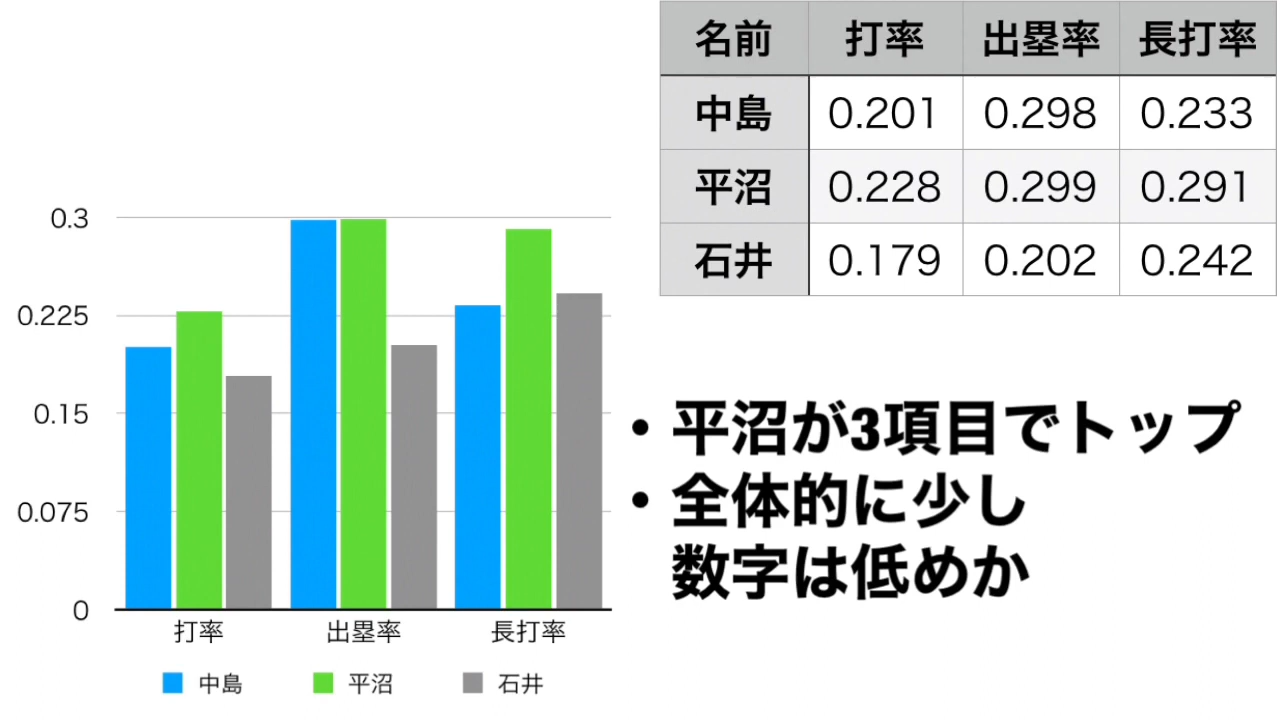 名前 打率 出塁率 長打率
中島 0.201 0.298 0.233
平沼 0.228 0.299 0.291
石井 0.179 0.202 0.242
0.3
0.225
0.15
0.075
0
打率 出塁率 長打率
中島 平沼 石井
・平沼が3項目でトップ
・全体的に少し
数字は低めか